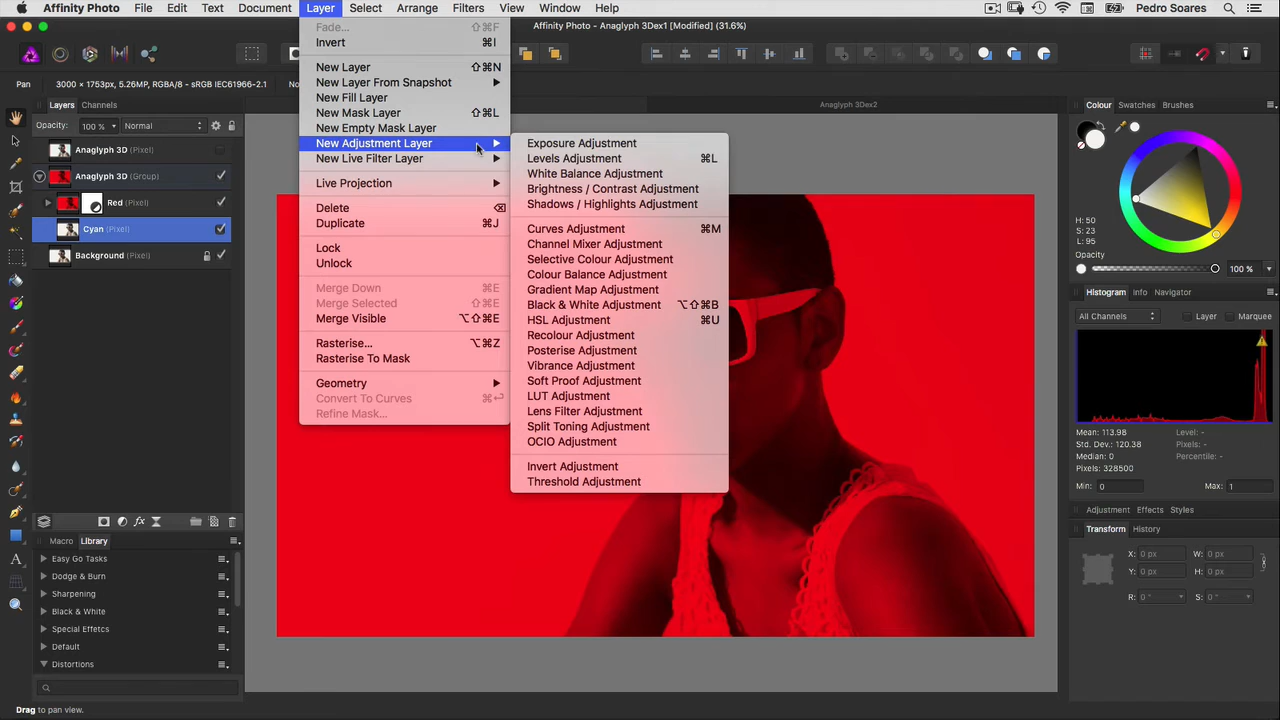 Affinity Photo File Edit Text Document Layer Select Arrange Filters View Window Help Pedro Soares
Affinity Photo - Anaglyph 3Dex1 [Modified] (31.6%)
Pan 3000 × 1753px, 5.26MP, RGBA/8 - sRGB IEC61966-2.1
Layers Channels
Opacity: 100 % Normal
Anaglyph 3D (Pixel)
Anaglyph 3D (Group)
Red (Pixel)
Cyan (Pixel)
Background (Pixel)
Macro Library
Easy Go Tasks
Dodge & Burn
Sharpening
Black & White
Special Effetcs
Default
Distortions
Drag to pan view.
Fade... ⇧⌘F
Invert ⌘I
New Layer ⇧⌘N
New Layer From Snapshot
New Fill Layer
New Mask Layer ⇧⌘L
New Empty Mask Layer
New Adjustment Layer
New Live Filter Layer
Live Projection
Delete ⌫
Duplicate ⌘J
Lock
Unlock
Merge Down ⌘E
Merge Selected ⇧⌘E
Merge Visible ⌥⇧⌘E
Rasterise... ⌥⌘Z
Rasterise To Mask
Geometry
Convert To Curves ⌘↩
Refine Mask...
Exposure Adjustment
Levels Adjustment ⌘L
White Balance Adjustment
Brightness / Contrast Adjustment
Shadows / Highlights Adjustment
Curves Adjustment ⌘M
Channel Mixer Adjustment
Selective Colour Adjustment
Colour Balance Adjustment
Gradient Map Adjustment
Black & White Adjustment ⌥⇧⌘B
HSL Adjustment ⌘U
Recolour Adjustment
Posterise Adjustment
Vibrance Adjustment
Soft Proof Adjustment
LUT Adjustment
Lens Filter Adjustment
Split Toning Adjustment
OCIO Adjustment
Invert Adjustment
Threshold Adjustment
Anaglyph 3Dex2
Colour Swatches Brushes
H: 50
S: 23
L: 95
Opacity
100 %
Histogram Info Navigator
All Channels Layer Marquee
Mean: 113.98 Level: -
Std. Dev.: 120.38 Pixels: -
Median: 0 Percentile: -
Pixels: 328500
Min: 0 Max: 1
Adjustment Effects Styles
Transform History
X: 0 px W: 0 px
Y: 0 px H: 0 px
R: 0 ° S: 0 °